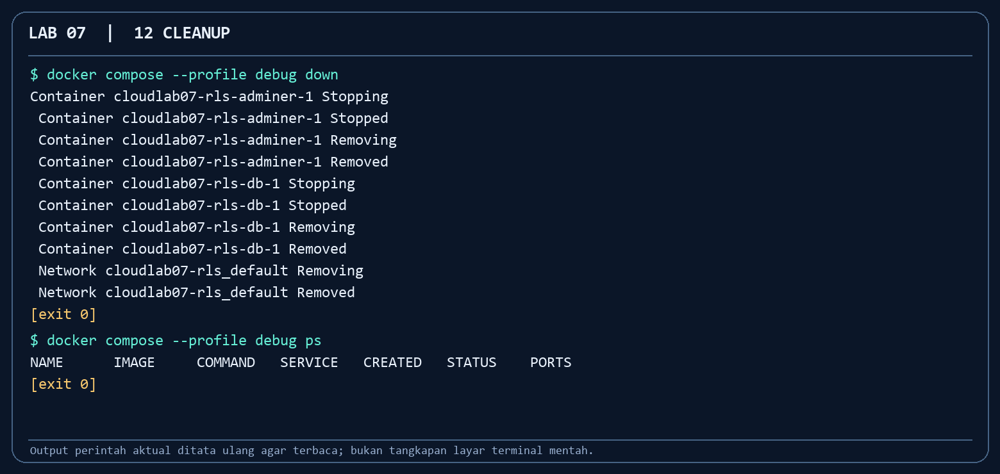 LAB 07 | 12 CLEANUP
$ docker compose --profile debug down
Container cloudlab07-rls-adminer-1 Stopping
Container cloudlab07-rls-adminer-1 Stopped
Container cloudlab07-rls-adminer-1 Removing
Container cloudlab07-rls-adminer-1 Removed
Container cloudlab07-rls-db-1 Stopping
Container cloudlab07-rls-db-1 Stopped
Container cloudlab07-rls-db-1 Removing
Container cloudlab07-rls-db-1 Removed
Network cloudlab07-rls_default Removing
Network cloudlab07-rls_default Removed
[exit 0]
$ docker compose --profile debug ps
NAME IMAGE COMMAND SERVICE CREATED STATUS PORTS
[exit 0]
Output perintah aktual ditata ulang agar terbaca; bukan tangkapan layar terminal mentah.